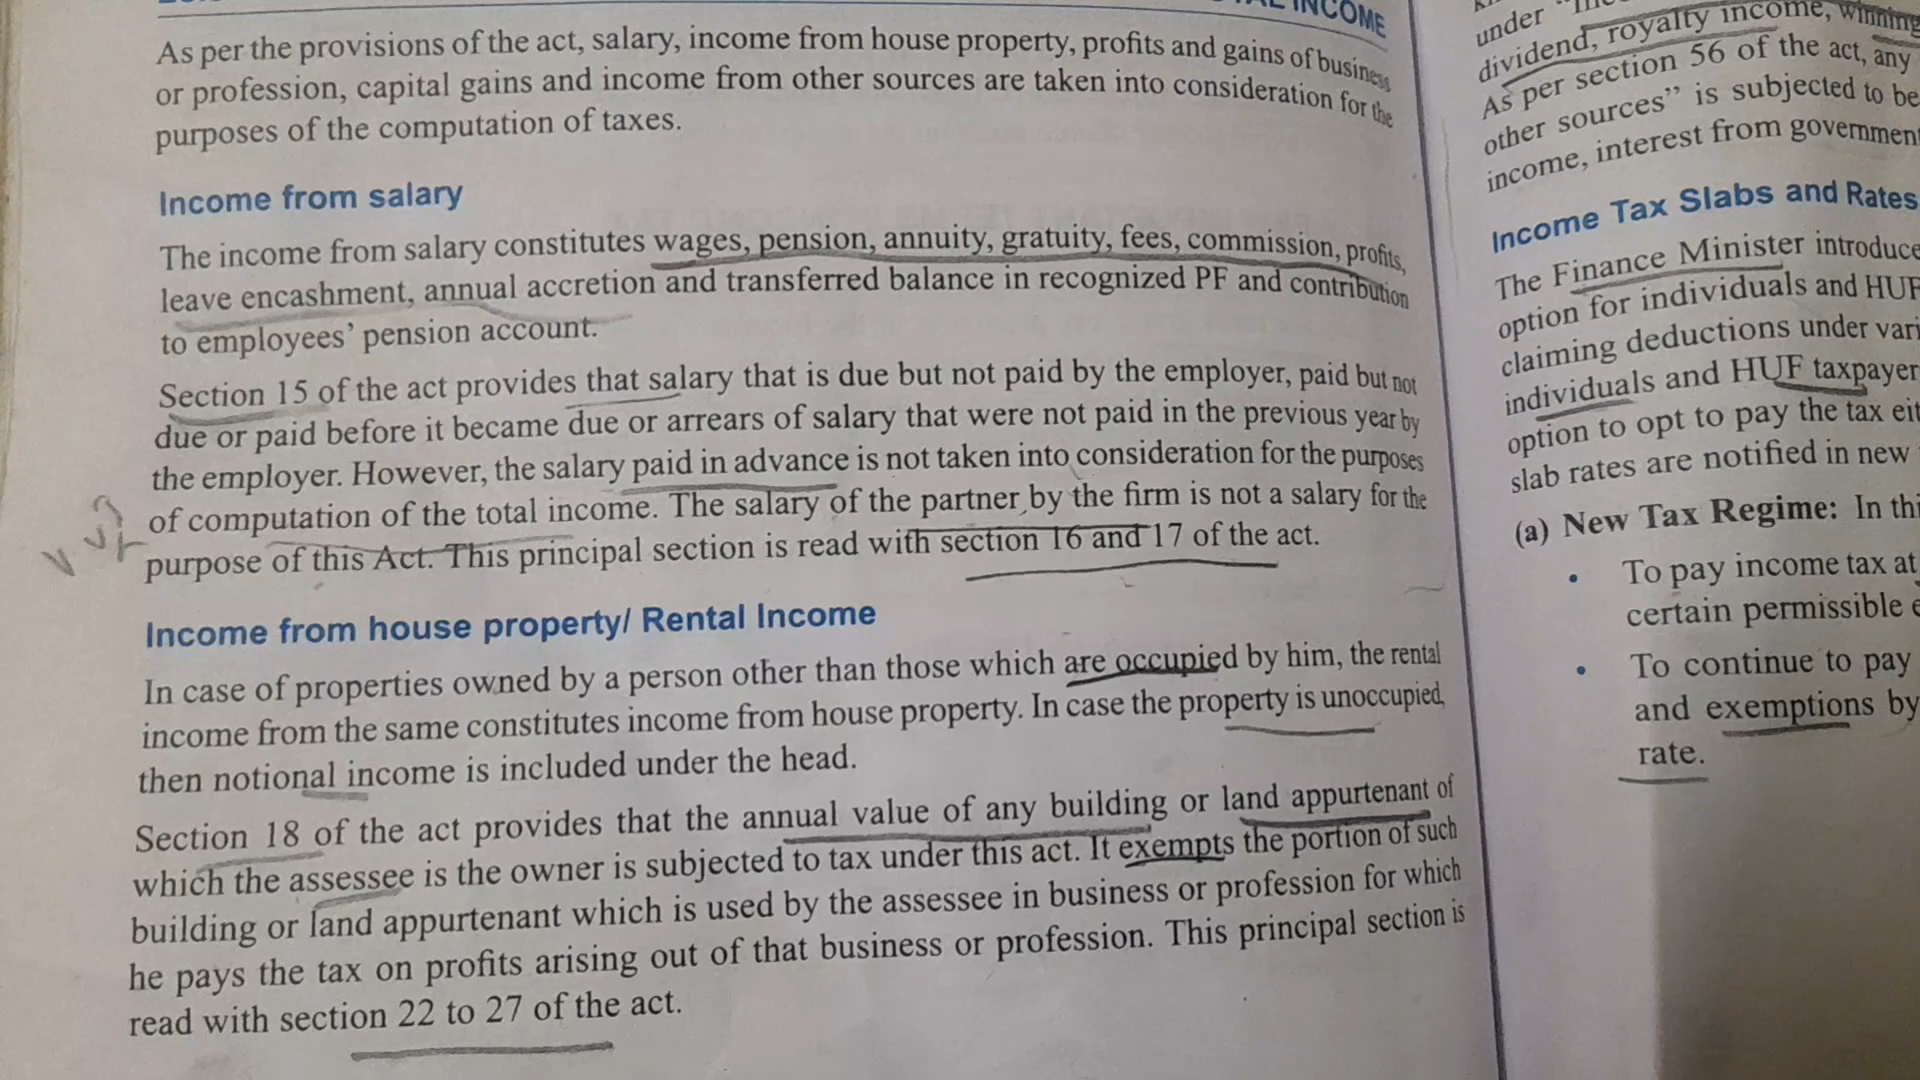 INCOME
As per the provisions of the act, salary, income from house property, profits and gains of business
or profession, capital gains and income from other sources are taken into consideration for the
purposes of the computation of taxes.
Income from salary
The income from salary constitutes wages, pension, annuity, gratuity, fees, commission, profits,
leave encashment, annual accretion and transferred balance in recognized PF and contribution
to employees' pension account.
Section 15 of the act provides that salary that is due but not paid by the employer, paid but not
due or paid before it became due or arrears of salary that were not paid in the previous year by
the employer. However, the salary paid in advance is not taken into consideration for the purposes
of computation of the total income. The salary of the partner by the firm is not a salary for the
purpose of this Act. This principal section is read with section 16 and 17 of the act.
Income from house property/ Rental Income
In case of properties owned by a person other than those which are occupied by him, the rental
income from the same constitutes income from house property. In case the property is unoccupied,
then notional income is included under the head.
Section 18 of the act provides that the annual value of any building or land appurtenant of
which the assessee is the owner is subjected to tax under this act. It exempts the portion of such
building or land appurtenant which is used by the assessee in business or profession for which
he pays the tax on profits arising out of that business or profession. This principal section is
read with section 22 to 27 of the act.
under
dividend, royalty income, winning
As per section 56 of the act, any
other sources" is subjected to be
income, interest from government
Income Tax Slabs and Rates
The Finance Minister introduce
option for individuals and HUF
claiming deductions under vari
individuals and HUF taxpayer
option to opt to pay the tax eit
slab rates are notified in new
(a) New Tax Regime: In thi
• To pay income tax at
certain permissible e
• To continue to pay
and exemptions by
rate.